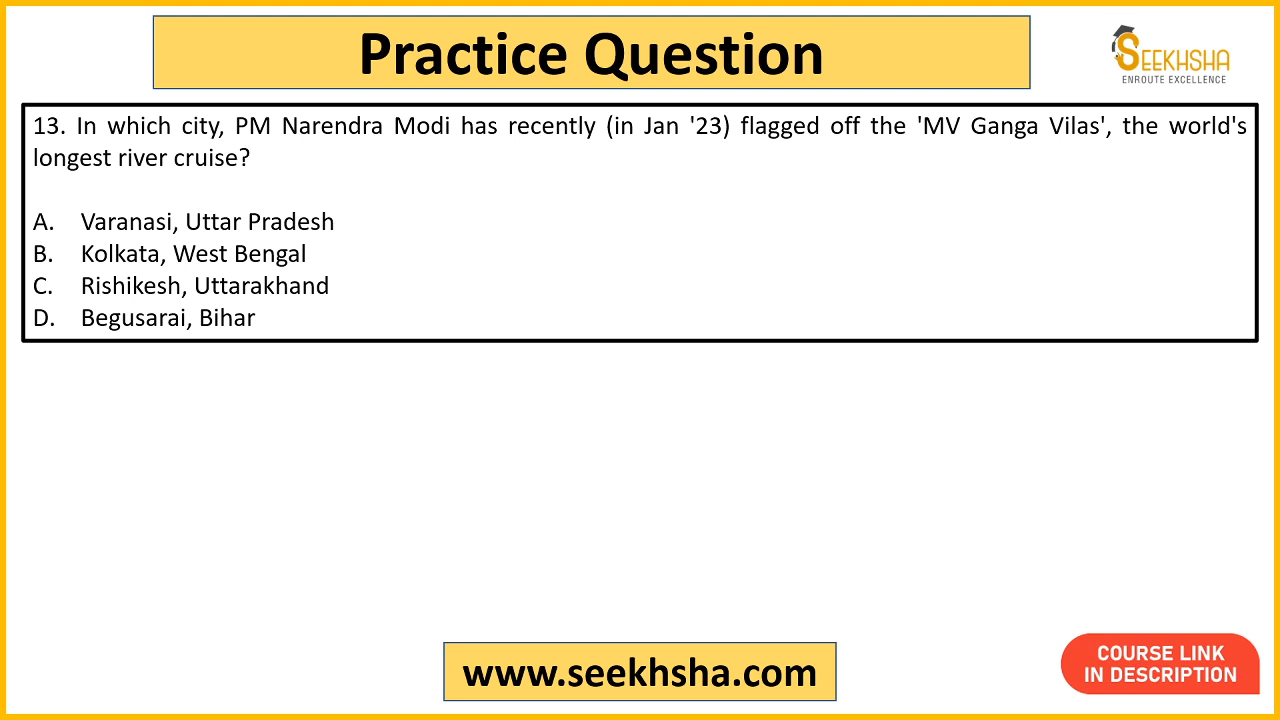 Practice Question
SEEKHSHA
ENROUTE EXCELLENCE
13. In which city, PM Narendra Modi has recently (in Jan '23) flagged off the 'MV Ganga Vilas', the world's
longest river cruise?
A. Varanasi, Uttar Pradesh
B. Kolkata, West Bengal
C. Rishikesh, Uttarakhand
D. Begusarai, Bihar
www.seekhsha.com
COURSE LINK
IN DESCRIPTION